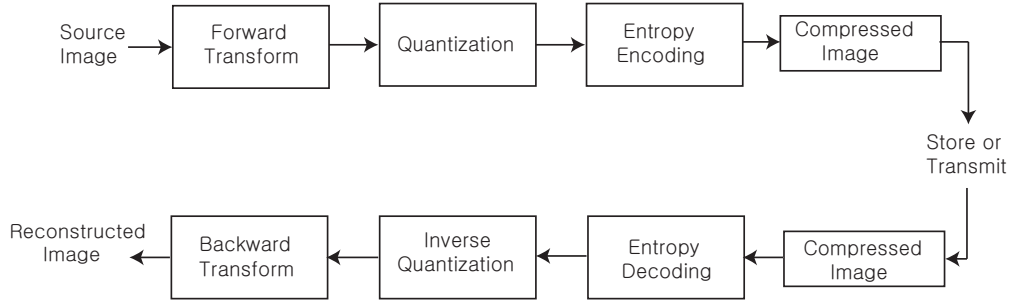 Source
Image
Forward
Transform
Quantization
Entropy
Encoding
Compressed
Image
Store or
Transmit
Reconstructed
Image
Backward
Transform
Inverse
Quantization
Entropy
Decoding
Compressed
Image